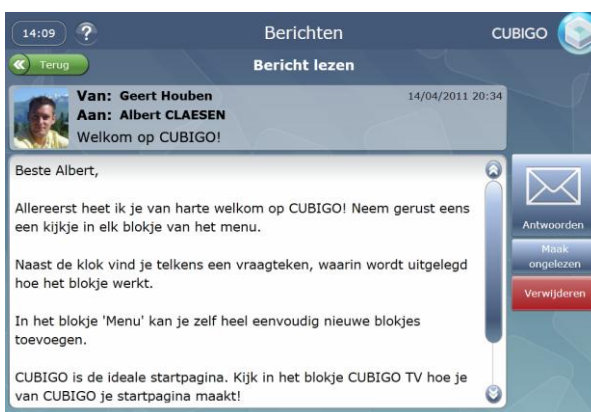 14:09 ? Berichten CUBIGO
Terug Bericht lezen
Van: Geert Houben 14/04/2011 20:34
Aan: Albert CLAESEN
Welkom op CUBIGO!
Beste Albert,
Allereerst heet ik je van harte welkom op CUBIGO! Neem gerust eens
een kijkje in elk blokje van het menu.
Naast de klok vind je telkens een vraagteken, waarin wordt uitgelegd
hoe het blokje werkt.
In het blokje 'Menu' kan je zelf heel eenvoudig nieuwe blokjes
toevoegen.
CUBIGO is de ideale startpagina. Kijk in het blokje CUBIGO TV hoe je
van CUBIGO je startpagina maakt!
Antwoorden
Maak
ongelezen
Verwijderen